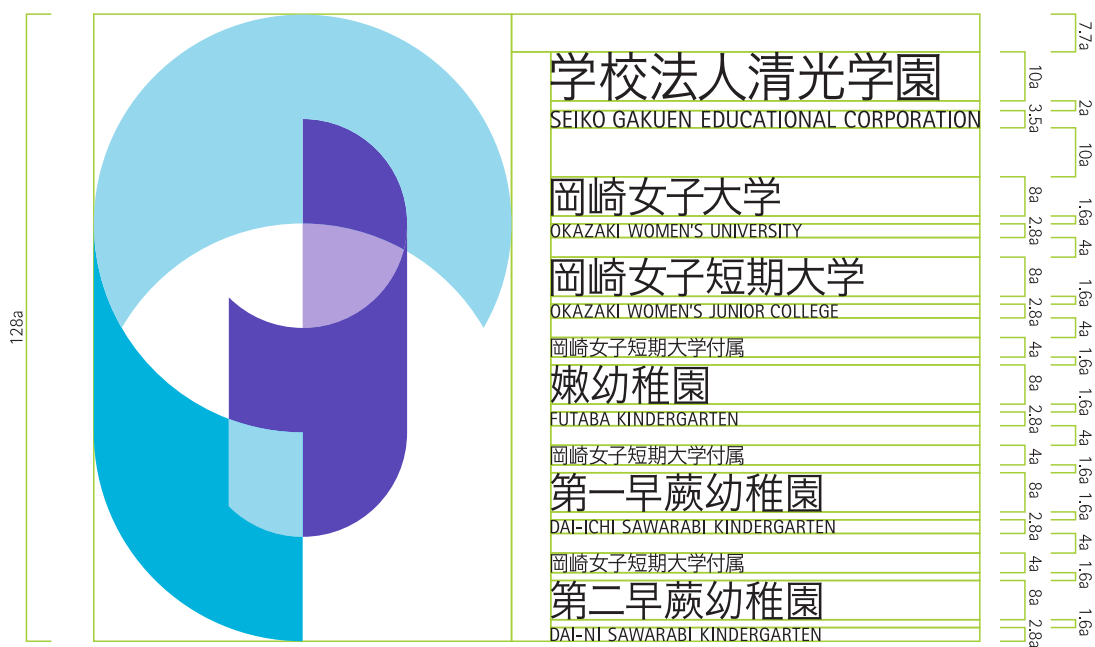 128a
学校法人清光学園
SEIKO GAKUEN EDUCATIONAL CORPORATION
岡崎女子大学
OKAZAKI WOMEN'S UNIVERSITY
岡崎女子短期大学
OKAZAKI WOMEN'S JUNIOR COLLEGE
岡崎女子短期大学付属
嫩幼稚園
FUTABA KINDERGARTEN
岡崎女子短期大学付属
第一早蕨幼稚園
DAI-ICHI SAWARABI KINDERGARTEN
岡崎女子短期大学付属
第二早蕨幼稚園
DAI-NI SAWARABI KINDERGARTEN
7.7a
10a
2a
3.5a
10a
8a
1.6a
2.8a
4a
8a
1.6a
2.8a
4a
4a
1.6a
8a
1.6a
2.8a
4a
4a
1.6a
8a
1.6a
2.8a
4a
4a
1.6a
8a
1.6a
2.8a